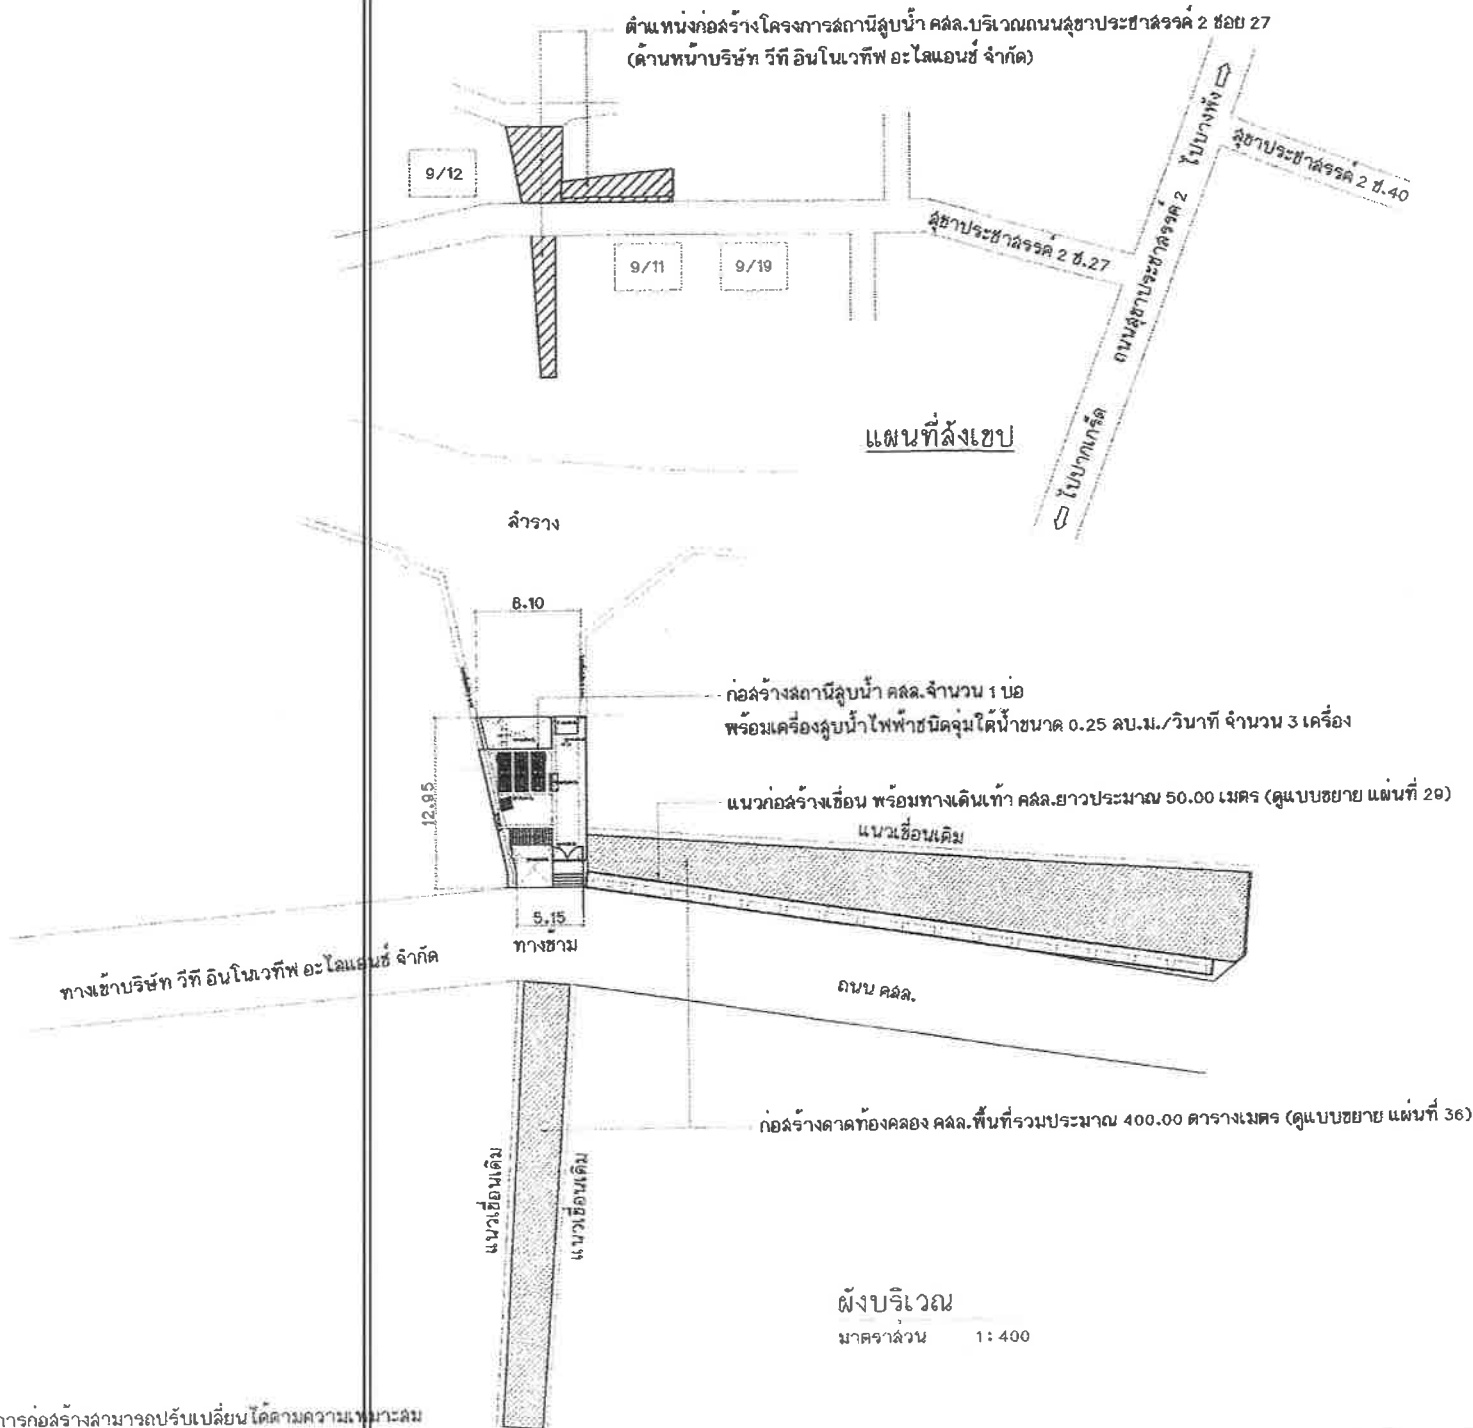 ตำแหน่งก่อสร้างโครงการสถานีสูบน้ำ คสล.บริเวณถนนสุขาประชาสรรค์ 2 ซอย 27
(ด้านหน้าบริษัท วีที อินโนเวทีฟ อะไลแอนซ์ จำกัด)
ไปบางพัง
สุขาประชาสรรค์ 2 ซ.40
9/12
สุขาประชาสรรค์ 2 ซ.27
9/11
9/19
ถนนสุขาประชาสรรค์ 2
ไปปากเกร็ด
แผนที่สังเขป
ลำราง
8.10
ก่อสร้างสถานีสูบน้ำ คสล.จำนวน 1 บ่อ
พร้อมเครื่องสูบน้ำไฟฟ้าชนิดจุ่มใต้น้ำขนาด 0.25 ลบ.ม./วินาที จำนวน 3 เครื่อง
12.95
แนวก่อสร้างเขื่อน พร้อมทางเดินเท้า คสล.ยาวประมาณ 50.00 เมตร (ดูแบบขยาย แผ่นที่ 29)
แนวเขื่อนเดิม
5.15
ทางข้าม
ทางเข้าบริษัท วีที อินโนเวทีฟ อะไลแอนซ์ จำกัด
ถนน คสล.
ก่อสร้างดาดท้องคลอง คสล.พื้นที่รวมประมาณ 400.00 ตารางเมตร (ดูแบบขยาย แผ่นที่ 36)
แนวเขื่อนเดิม
แนวเขื่อนเดิม
ผังบริเวณ
มาตราส่วน 1:400
การก่อสร้างสามารถปรับเปลี่ยนได้ตามความเหมาะสม